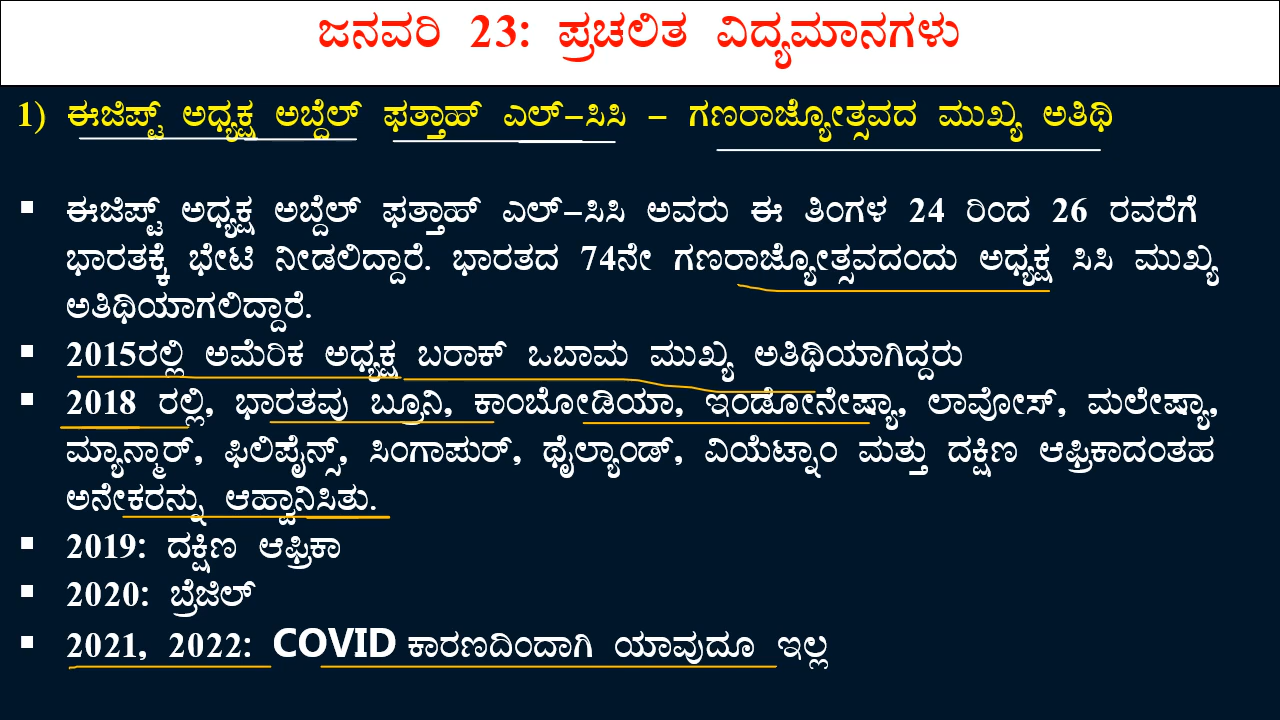 ಜನವರಿ 23: ಪ್ರಚಲಿತ ವಿದ್ಯಮಾನಗಳು
1) ಈಜಿಪ್ಟ್ ಅಧ್ಯಕ್ಷ ಅಬ್ದೆಲ್ ಫತ್ತಾಹ್ ಎಲ್-ಸಿಸಿ - ಗಣರಾಜ್ಯೋತ್ಸವದ ಮುಖ್ಯ ಅತಿಥಿ
▪ ಈಜಿಪ್ಟ್ ಅಧ್ಯಕ್ಷ ಅಬ್ದೆಲ್ ಫತ್ತಾಹ್ ಎಲ್-ಸಿಸಿ ಅವರು ಈ ತಿಂಗಳ 24 ರಿಂದ 26 ರವರೆಗೆ
ಭಾರತಕ್ಕೆ ಭೇಟಿ ನೀಡಲಿದ್ದಾರೆ. ಭಾರತದ 74ನೇ ಗಣರಾಜ್ಯೋತ್ಸವದಂದು ಅಧ್ಯಕ್ಷ ಸಿಸಿ ಮುಖ್ಯ
ಅತಿಥಿಯಾಗಲಿದ್ದಾರೆ.
▪ 2015ರಲ್ಲಿ ಅಮೆರಿಕ ಅಧ್ಯಕ್ಷ ಬರಾಕ್ ಒಬಾಮ ಮುಖ್ಯ ಅತಿಥಿಯಾಗಿದ್ದರು
▪ 2018 ರಲ್ಲಿ, ಭಾರತವು ಬ್ರೂನಿ, ಕಾಂಬೋಡಿಯಾ, ಇಂಡೋನೇಷ್ಯಾ, ಲಾವೋಸ್, ಮಲೇಷ್ಯಾ,
ಮ್ಯಾನ್ಮಾರ್, ಫಿಲಿಪೈನ್ಸ್, ಸಿಂಗಾಪುರ್, ಥೈಲ್ಯಾಂಡ್, ವಿಯೆಟ್ನಾಂ ಮತ್ತು ದಕ್ಷಿಣ ಆಫ್ರಿಕಾದಂತಹ
ಅನೇಕರನ್ನು ಆಹ್ವಾನಿಸಿತು.
▪ 2019: ದಕ್ಷಿಣ ಆಫ್ರಿಕಾ
▪ 2020: ಬ್ರೆಜಿಲ್
▪ 2021, 2022: COVID ಕಾರಣದಿಂದಾಗಿ ಯಾವುದೂ ಇಲ್ಲ